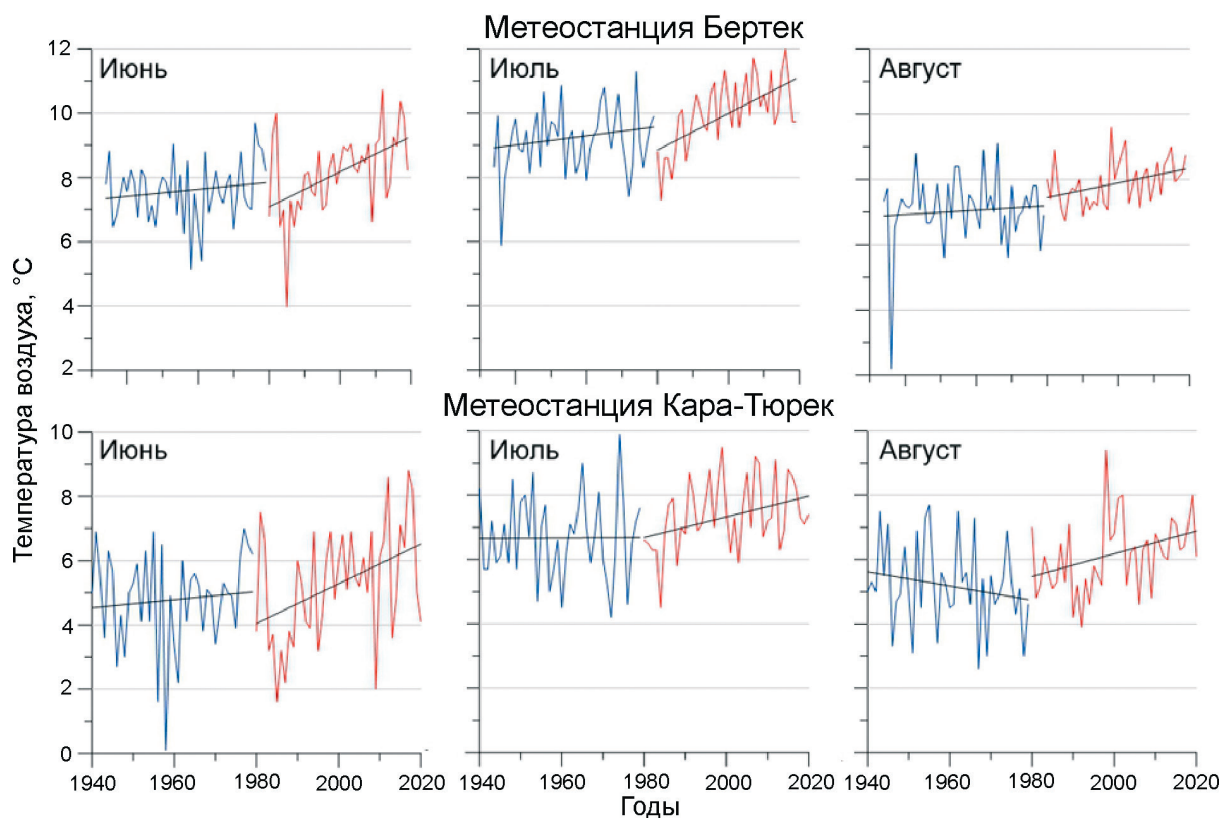 Метеостанция Бертек
Июнь
Июль
Август
12
10
8
6
4
2
Температура воздуха, °C
Метеостанция Кара-Тюрек
Июнь
Июль
Август
10
8
6
4
2
0
1940 1960 1980 2000 2020
1940 1960 1980 2000 2020
1940 1960 1980 2000 2020
Годы